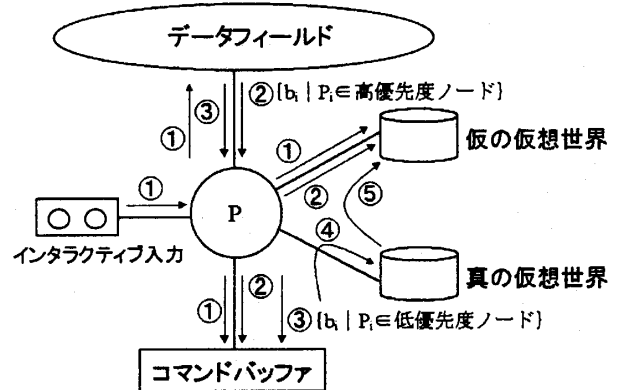 データフィールド
② {bi | Pi∈高優先度ノード}
③
①
①
仮の仮想世界
①
②
⑤
P
インタラクティブ入力
④
真の仮想世界
①
②
③ {bi | Pi∈低優先度ノード}
コマンドバッファ